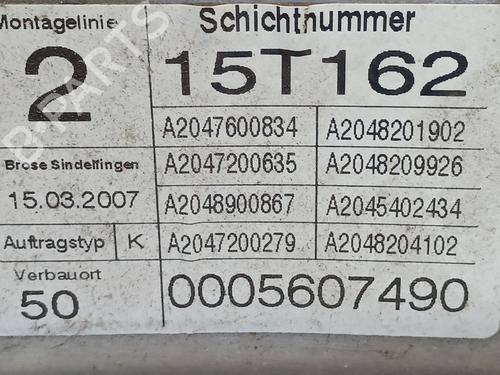 Montagelinie
2
Schichtnummer
15T162
A2047600834 A2048201902
Brose Sindelfingen
A2047200635 A2048209926
15.03.2007
A2048900867 A2045402434
Auftragstyp K
A2047200279 A2048204102
Verbauort
50
0005607490
B-PARTS